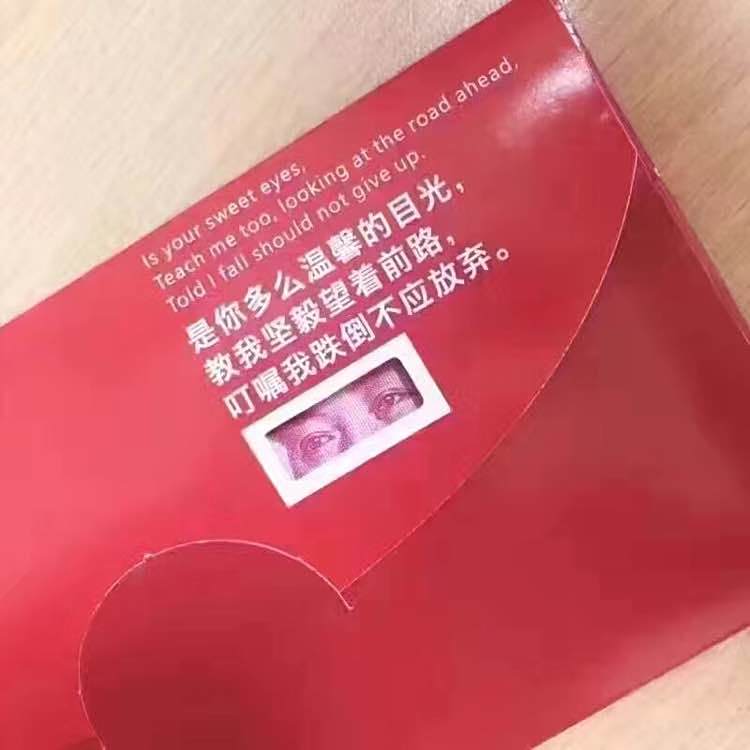 Is your sweet eyes,
Teach me too, looking at the road ahead,
Told I fall should not give up.
是你多么温馨的目光，
教我坚毅望着前路，
叮嘱我跌倒不应放弃。